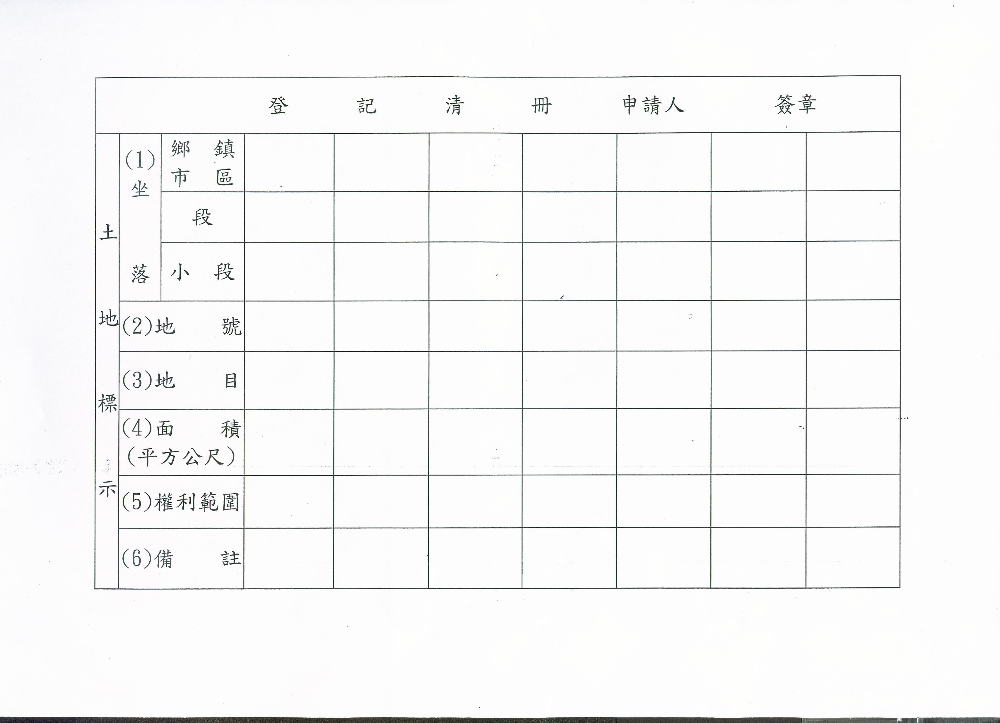 登記清冊 申請人 簽章
土地標示
(1)坐落
鄉鎮
市區
段
小段
(2)地號
(3)地目
(4)面積
(平方公尺)
(5)權利範圍
(6)備註